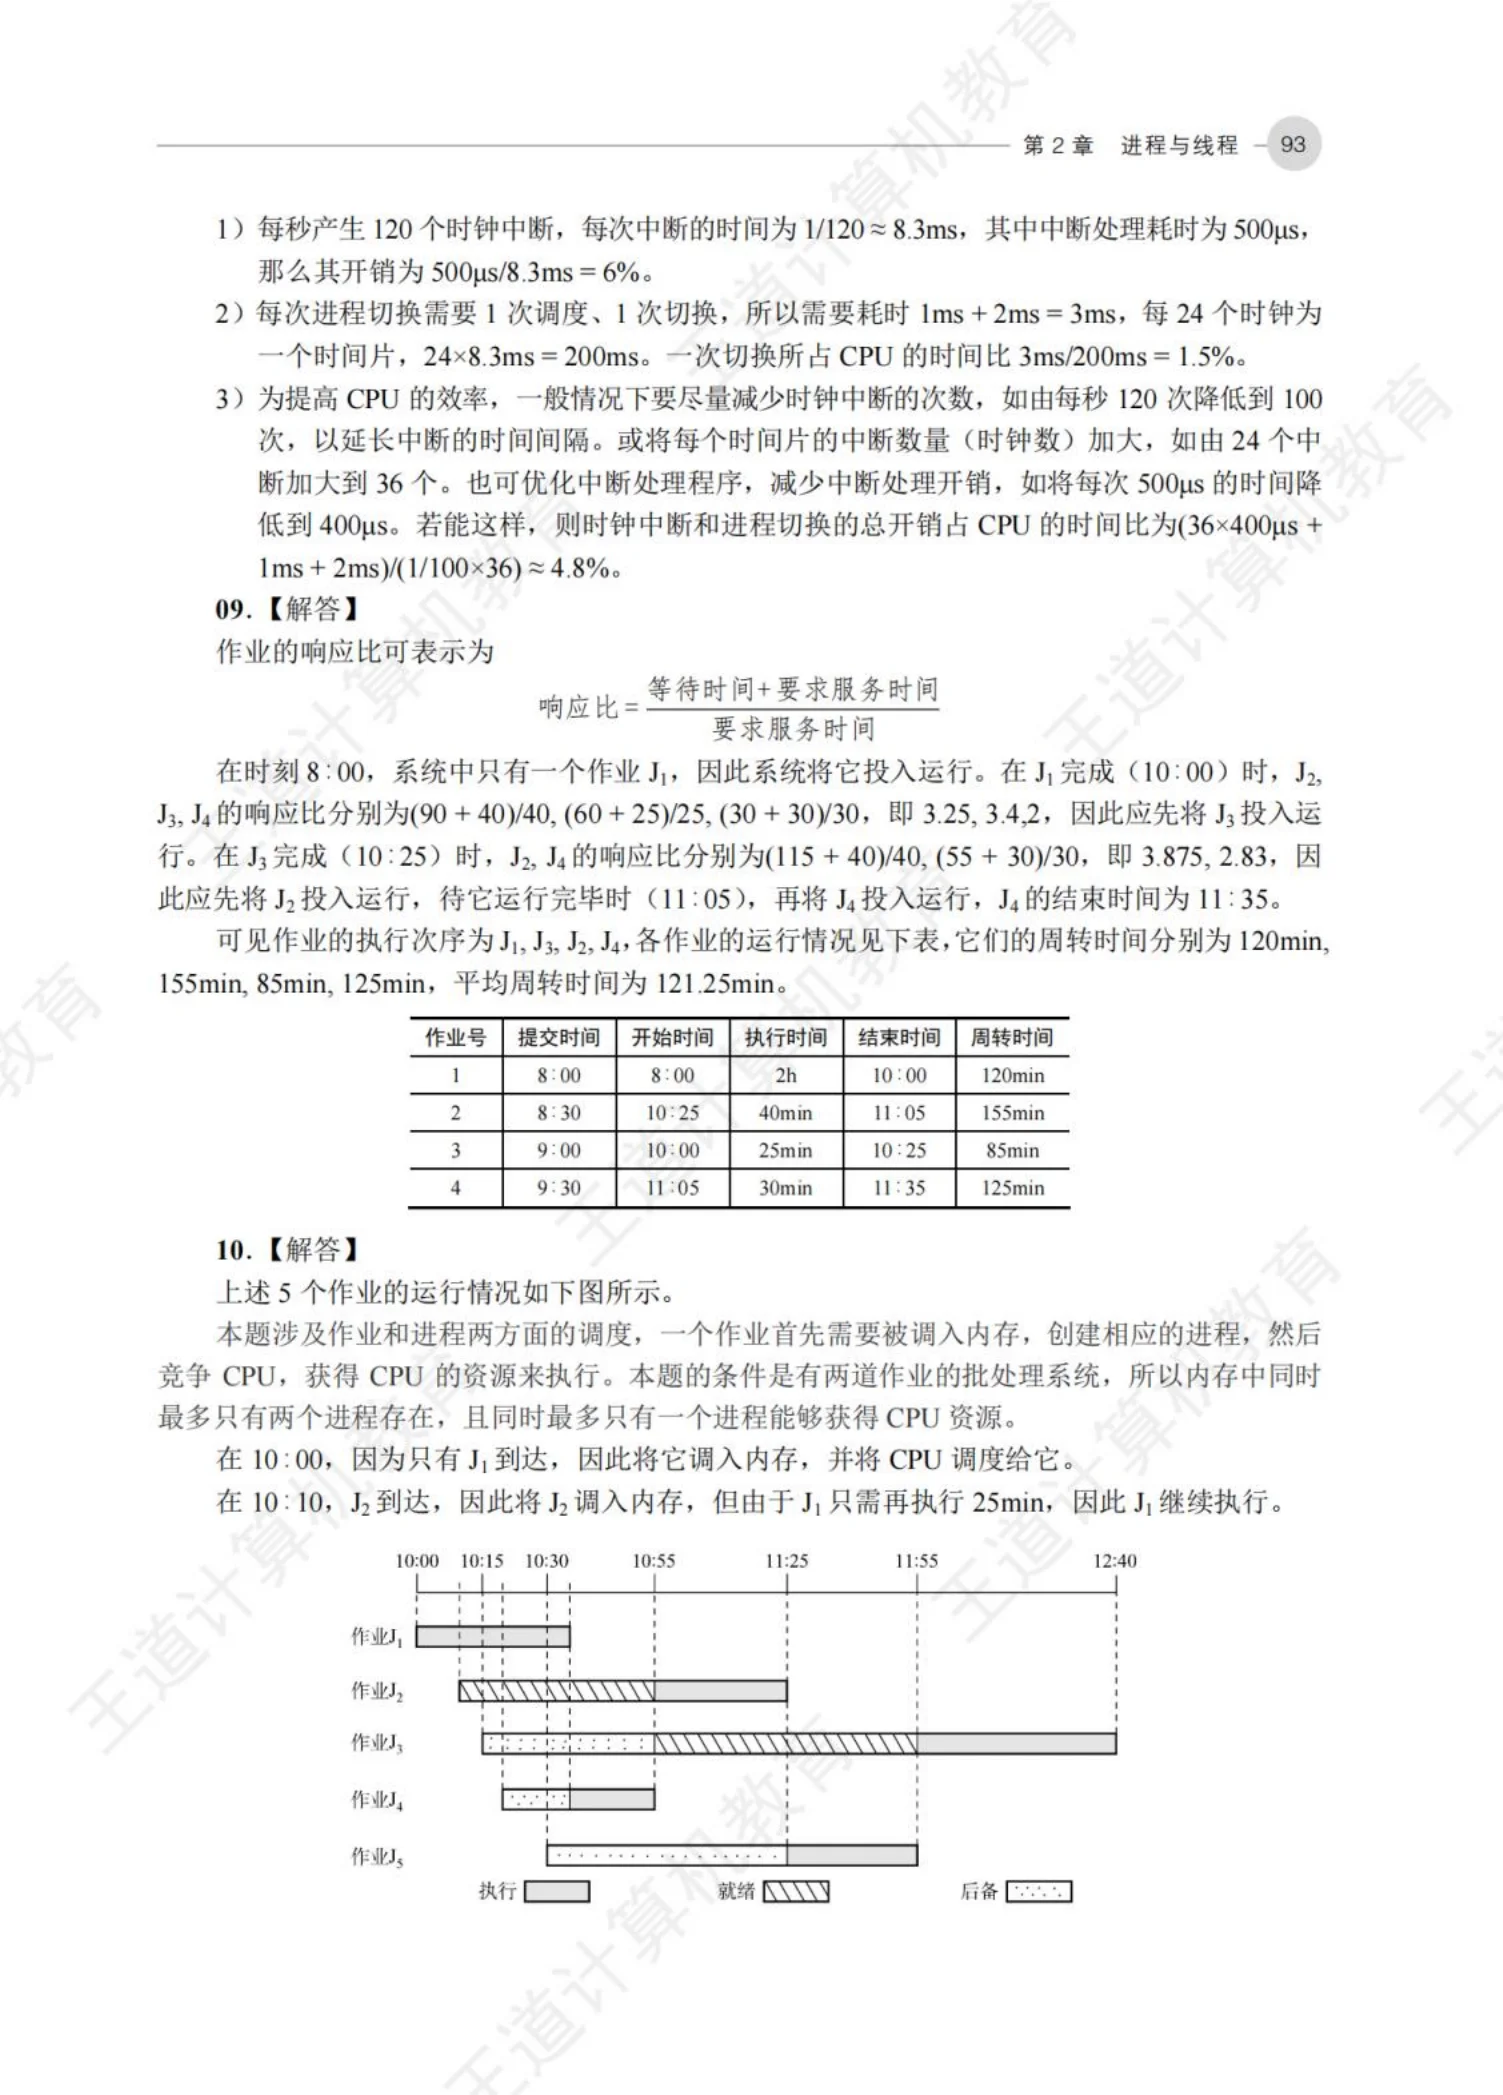 第 2 章 进程与线程 93
1）每秒产生 120 个时钟中断，每次中断的时间为 1/120 ≈ 8.3ms，其中中断处理耗时为 500μs，
那么其开销为 500μs/8.3ms = 6%。
2）每次进程切换需要 1 次调度、1 次切换，所以需要耗时 1ms + 2ms = 3ms，每 24 个时钟为
一个时间片，24×8.3ms = 200ms。一次切换所占 CPU 的时间比 3ms/200ms = 1.5%。
3）为提高 CPU 的效率，一般情况下要尽量减少时钟中断的次数，如由每秒 120 次降低到 100
次，以延长中断的时间间隔。或将每个时间片的中断数量（时钟数）加大，如由 24 个中
断加大到 36 个。也可优化中断处理程序，减少中断处理开销，如将每次 500μs 的时间降
低到 400μs。若能这样，则时钟中断和进程切换的总开销占 CPU 的时间比为(36×400μs +
1ms + 2ms)/(1/100×36) ≈ 4.8%。
09.【解答】
作业的响应比可表示为
响应比 = 等待时间+要求服务时间
要求服务时间
在时刻 8∶00，系统中只有一个作业 J₁，因此系统将它投入运行。在 J₁ 完成（10∶00）时，J₂,
J₃, J₄ 的响应比分别为(90 + 40)/40, (60 + 25)/25, (30 + 30)/30，即 3.25, 3.4,2，因此应先将 J₃ 投入运
行。在 J₃ 完成（10∶25）时，J₂, J₄ 的响应比分别为(115 + 40)/40, (55 + 30)/30，即 3.875, 2.83，因
此应先将 J₂ 投入运行，待它运行完毕时（11∶05），再将 J₄ 投入运行，J₄ 的结束时间为 11∶35。
可见作业的执行次序为 J₁, J₃, J₂, J₄，各作业的运行情况见下表，它们的周转时间分别为 120min,
155min, 85min, 125min，平均周转时间为 121.25min。
作业号 提交时间 开始时间 执行时间 结束时间 周转时间
1 8∶00 8∶00 2h 10∶00 120min
2 8∶30 10∶25 40min 11∶05 155min
3 9∶00 10∶00 25min 10∶25 85min
4 9∶30 11∶05 30min 11∶35 125min
10.【解答】
上述 5 个作业的运行情况如下图所示。
本题涉及作业和进程两方面的调度，一个作业首先需要被调入内存，创建相应的进程，然后
竞争 CPU，获得 CPU 的资源来执行。本题的条件是有两道作业的批处理系统，所以内存中同时
最多只有两个进程存在，且同时最多只有一个进程能够获得 CPU 资源。
在 10∶00，因为只有 J₁ 到达，因此将它调入内存，并将 CPU 调度给它。
在 10∶10，J₂ 到达，因此将 J₂ 调入内存，但由于 J₁ 只需再执行 25min，因此 J₁ 继续执行。
10:00 10:15 10:30 10:55 11:25 11:55 12:40
作业J₁
作业J₂
作业J₃
作业J₄
作业J₅
执行 就绪 后备
王道计算机教育